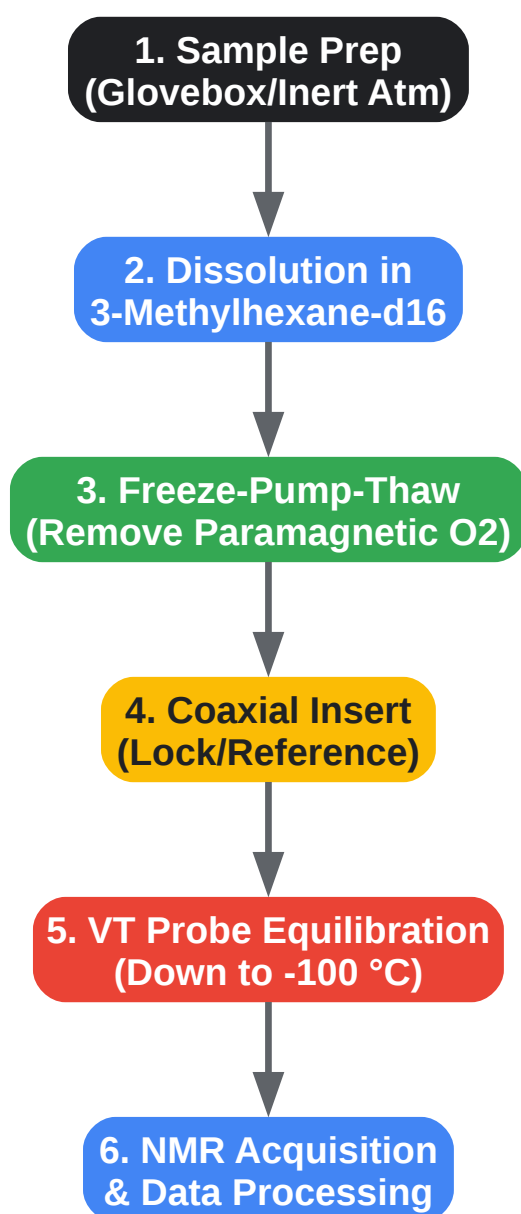 1. Sample Prep
(Glovebox/Inert Atm)
2. Dissolution in
3-Methylhexane-d16
3. Freeze-Pump-Thaw
(Remove Paramagnetic O2)
4. Coaxial Insert
(Lock/Reference)
5. VT Probe Equilibration
(Down to -100 °C)
6. NMR Acquisition
& Data Processing